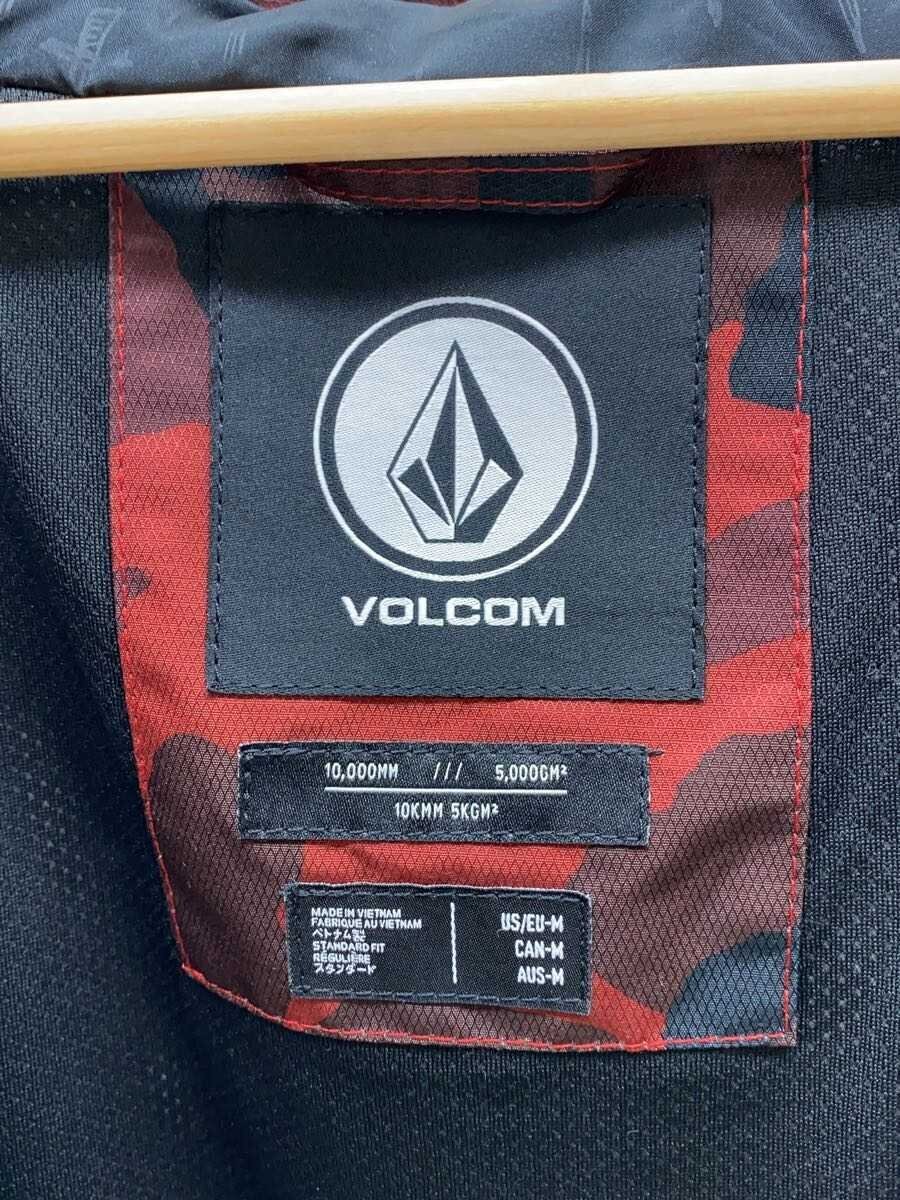 VOLCOM
10,000MM /// 5,000GM²
10KMM 5KGM²
MADE IN VIETNAM
FABRIQUE AU VIETNAM
ベトナム製
STANDARD FIT
RÉGULIÈRE
スタンダード
US/EU-M
CAN-M
AUS-M